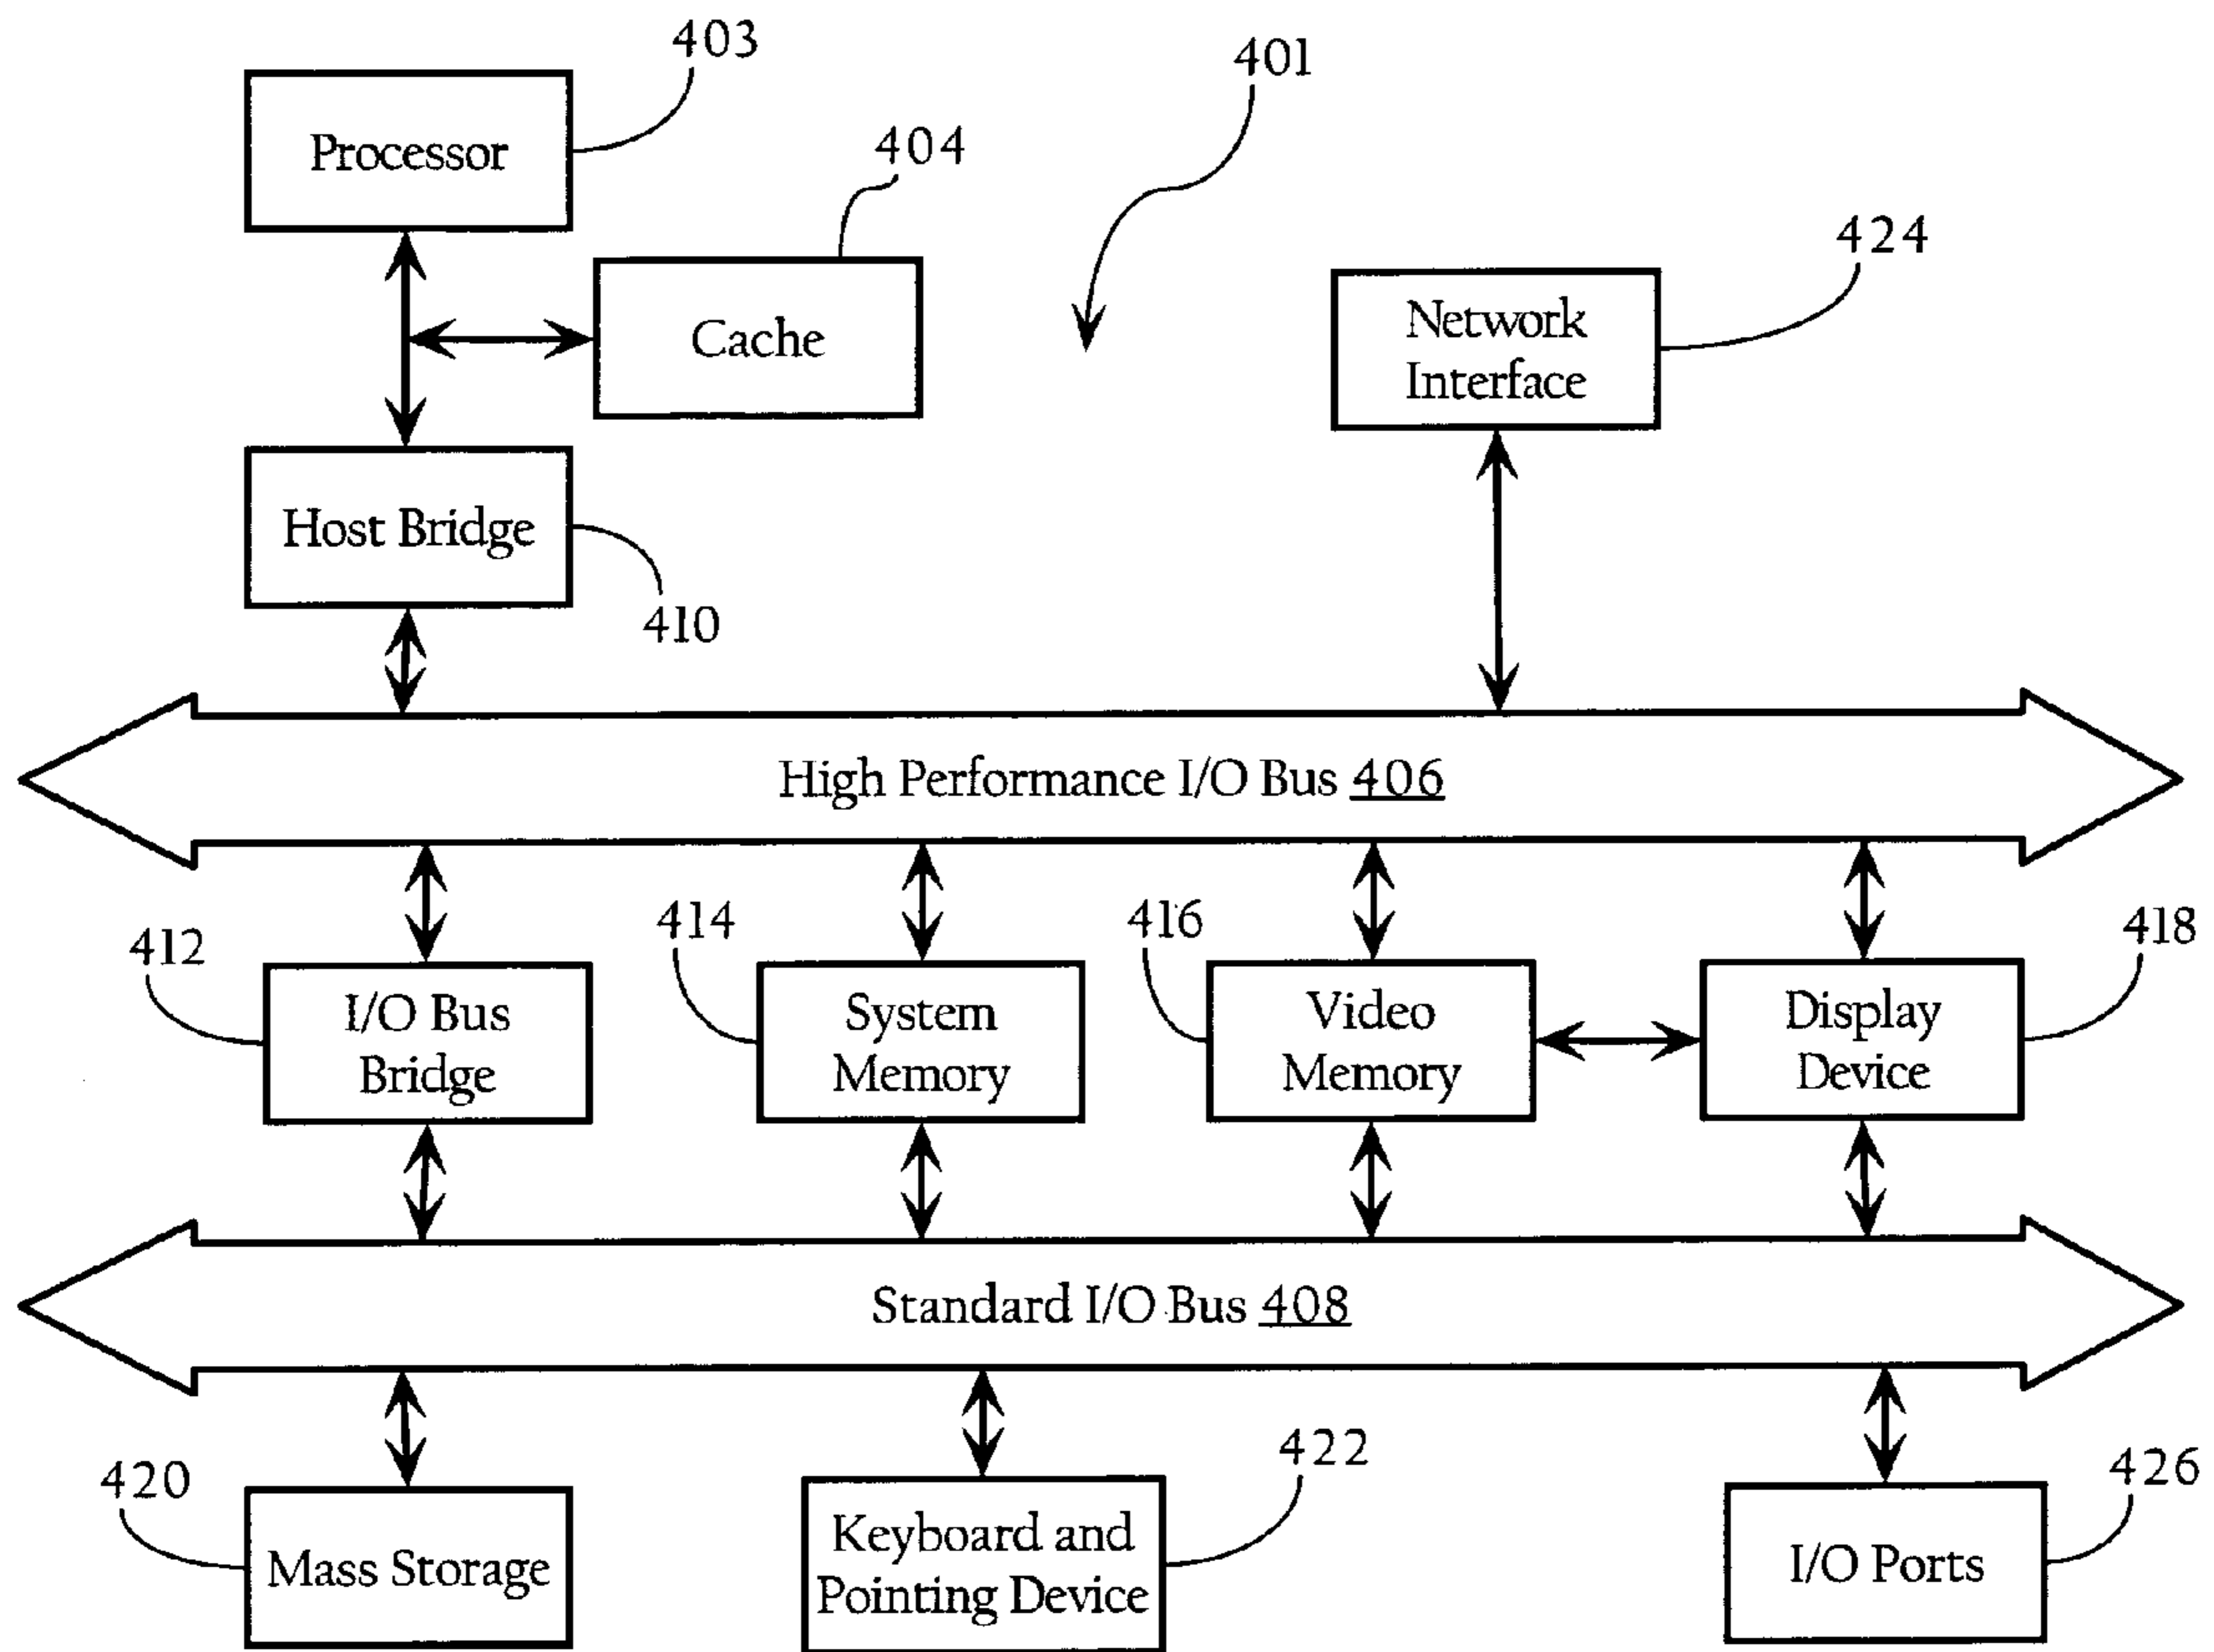 403
401
Processor
404
424
Cache
Network
Interface
Host Bridge
410
High Performance I/O Bus 406
412
414
416
418
I/O Bus
Bridge
System
Memory
Video
Memory
Display
Device
Standard I/O Bus 408
420
422
426
Mass Storage
Keyboard and
Pointing Device
I/O Ports